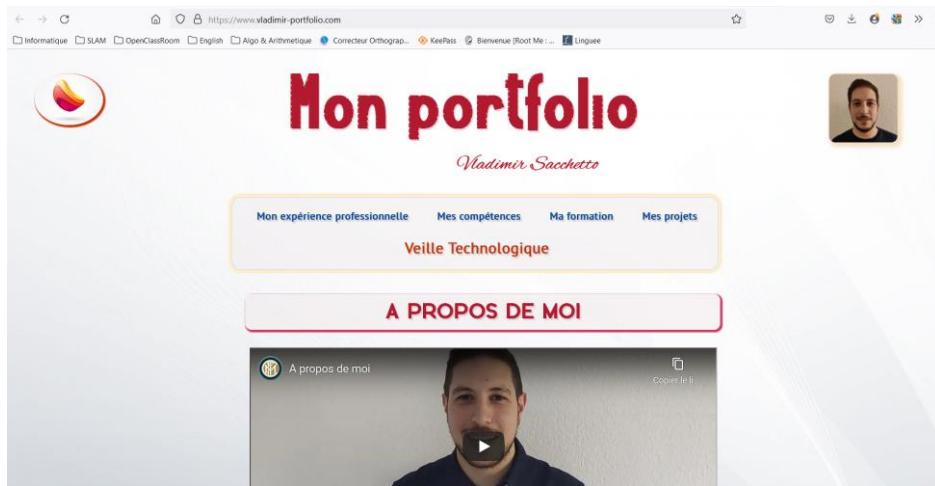 https://www.vladimir-portfolio.com
Informatique SLAM OpenClassRoom English Algo & Arithmetique Correcteur Orthograp... KeePass Bienvenue [Root Me : ... Linguee
Mon portfolio
Vladimir Sacchetto
Mon expérience professionnelle Mes compétences Ma formation Mes projets
Veille Technologique
A PROPOS DE MOI
A propos de moi
Copier le li